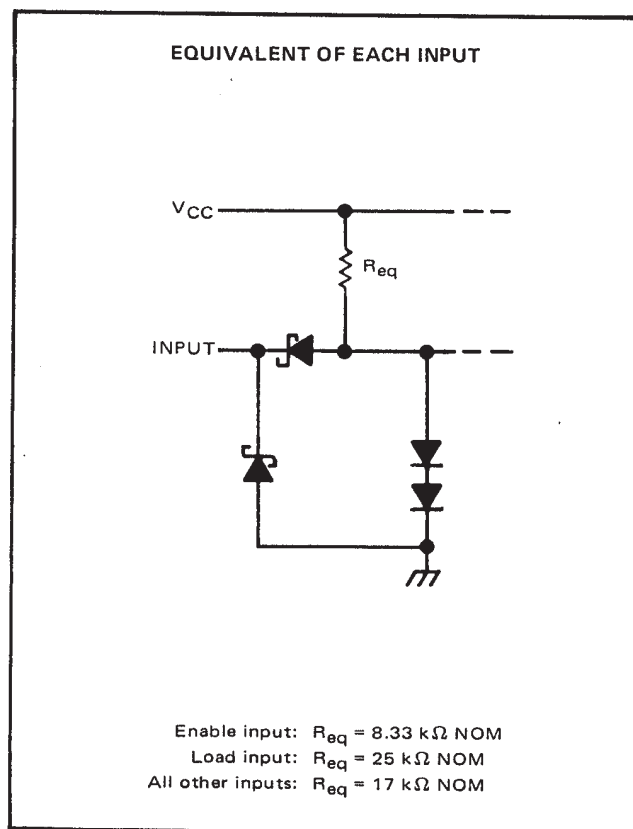 EQUIVALENT OF EACH INPUT
VCC
Req
INPUT
Enable input: Req = 8.33 kΩ NOM
Load input: Req = 25 kΩ NOM
All other inputs: Req = 17 kΩ NOM